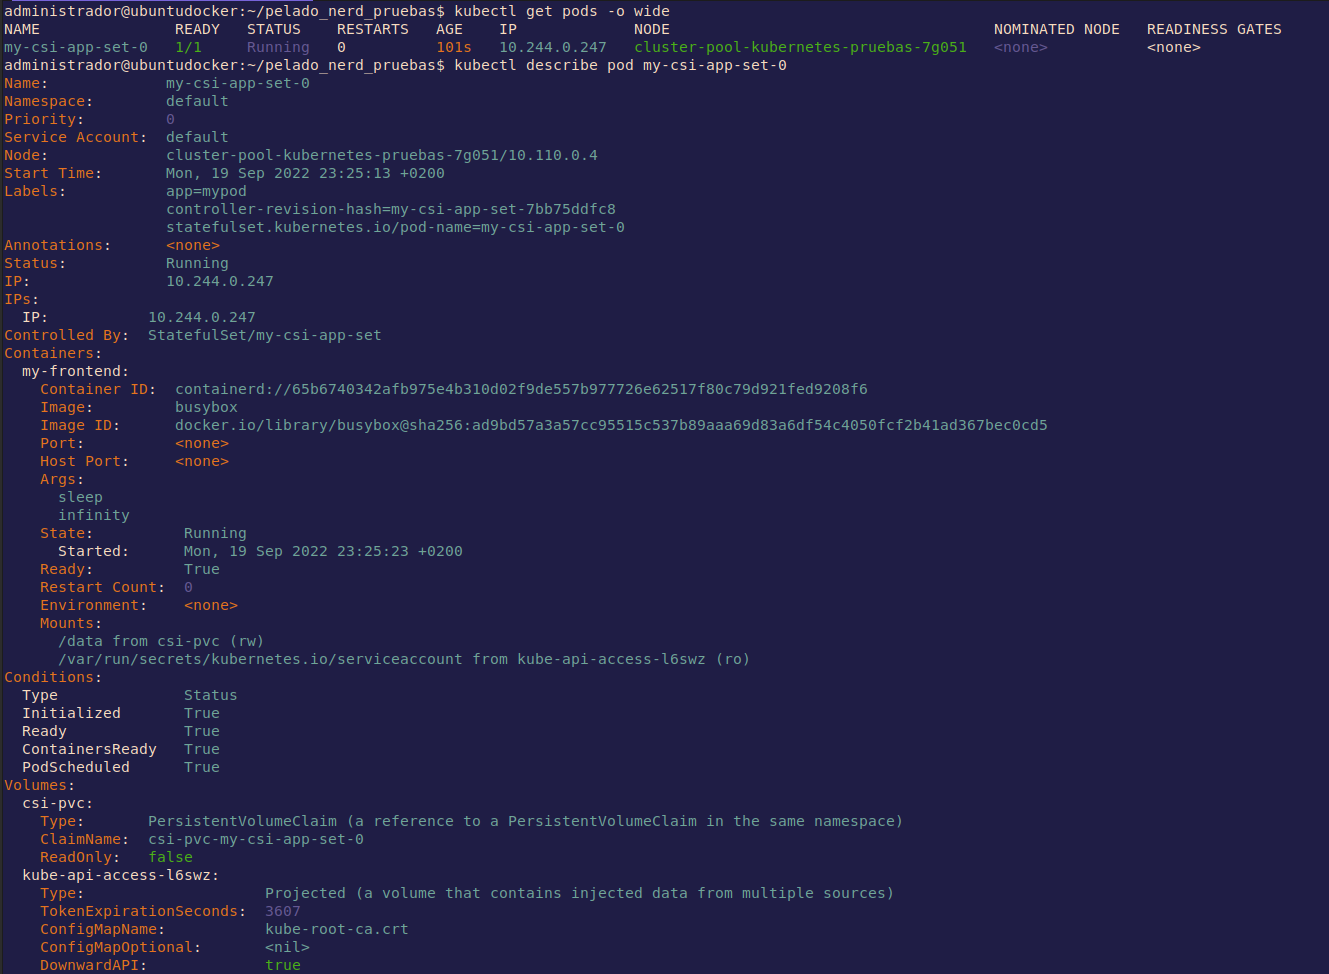 administrador@ubuntudocker:~/pelado_nerd_pruebas$ kubectl get pods -o wide
NAME READY STATUS RESTARTS AGE IP NODE NOMINATED NODE READINESS GATES
my-csi-app-set-0 1/1 Running 0 101s 10.244.0.247 cluster-pool-kubernetes-pruebas-7g051 <none> <none>
administrador@ubuntudocker:~/pelado_nerd_pruebas$ kubectl describe pod my-csi-app-set-0
Name: my-csi-app-set-0
Namespace: default
Priority: 0
Service Account: default
Node: cluster-pool-kubernetes-pruebas-7g051/10.110.0.4
Start Time: Mon, 19 Sep 2022 23:25:13 +0200
Labels: app=mypod
controller-revision-hash=my-csi-app-set-7bb75ddfc8
statefulset.kubernetes.io/pod-name=my-csi-app-set-0
Annotations: <none>
Status: Running
IP: 10.244.0.247
IPs:
IP: 10.244.0.247
Controlled By: StatefulSet/my-csi-app-set
Containers:
my-frontend:
Container ID: containerd://65b6740342afb975e4b310d02f9de557b977726e62517f80c79d921fed9208f6
Image: busybox
Image ID: docker.io/library/busybox@sha256:ad9bd57a3a57cc95515c537b89aaa69d83a6df54c4050fcf2b41ad367bec0cd5
Port: <none>
Host Port: <none>
Args:
sleep
infinity
State: Running
Started: Mon, 19 Sep 2022 23:25:23 +0200
Ready: True
Restart Count: 0
Environment: <none>
Mounts:
/data from csi-pvc (rw)
/var/run/secrets/kubernetes.io/serviceaccount from kube-api-access-l6swz (ro)
Conditions:
Type Status
Initialized True
Ready True
ContainersReady True
PodScheduled True
Volumes:
csi-pvc:
Type: PersistentVolumeClaim (a reference to a PersistentVolumeClaim in the same namespace)
ClaimName: csi-pvc-my-csi-app-set-0
ReadOnly: false
kube-api-access-l6swz:
Type: Projected (a volume that contains injected data from multiple sources)
TokenExpirationSeconds: 3607
ConfigMapName: kube-root-ca.crt
ConfigMapOptional: <nil>
DownwardAPI: true